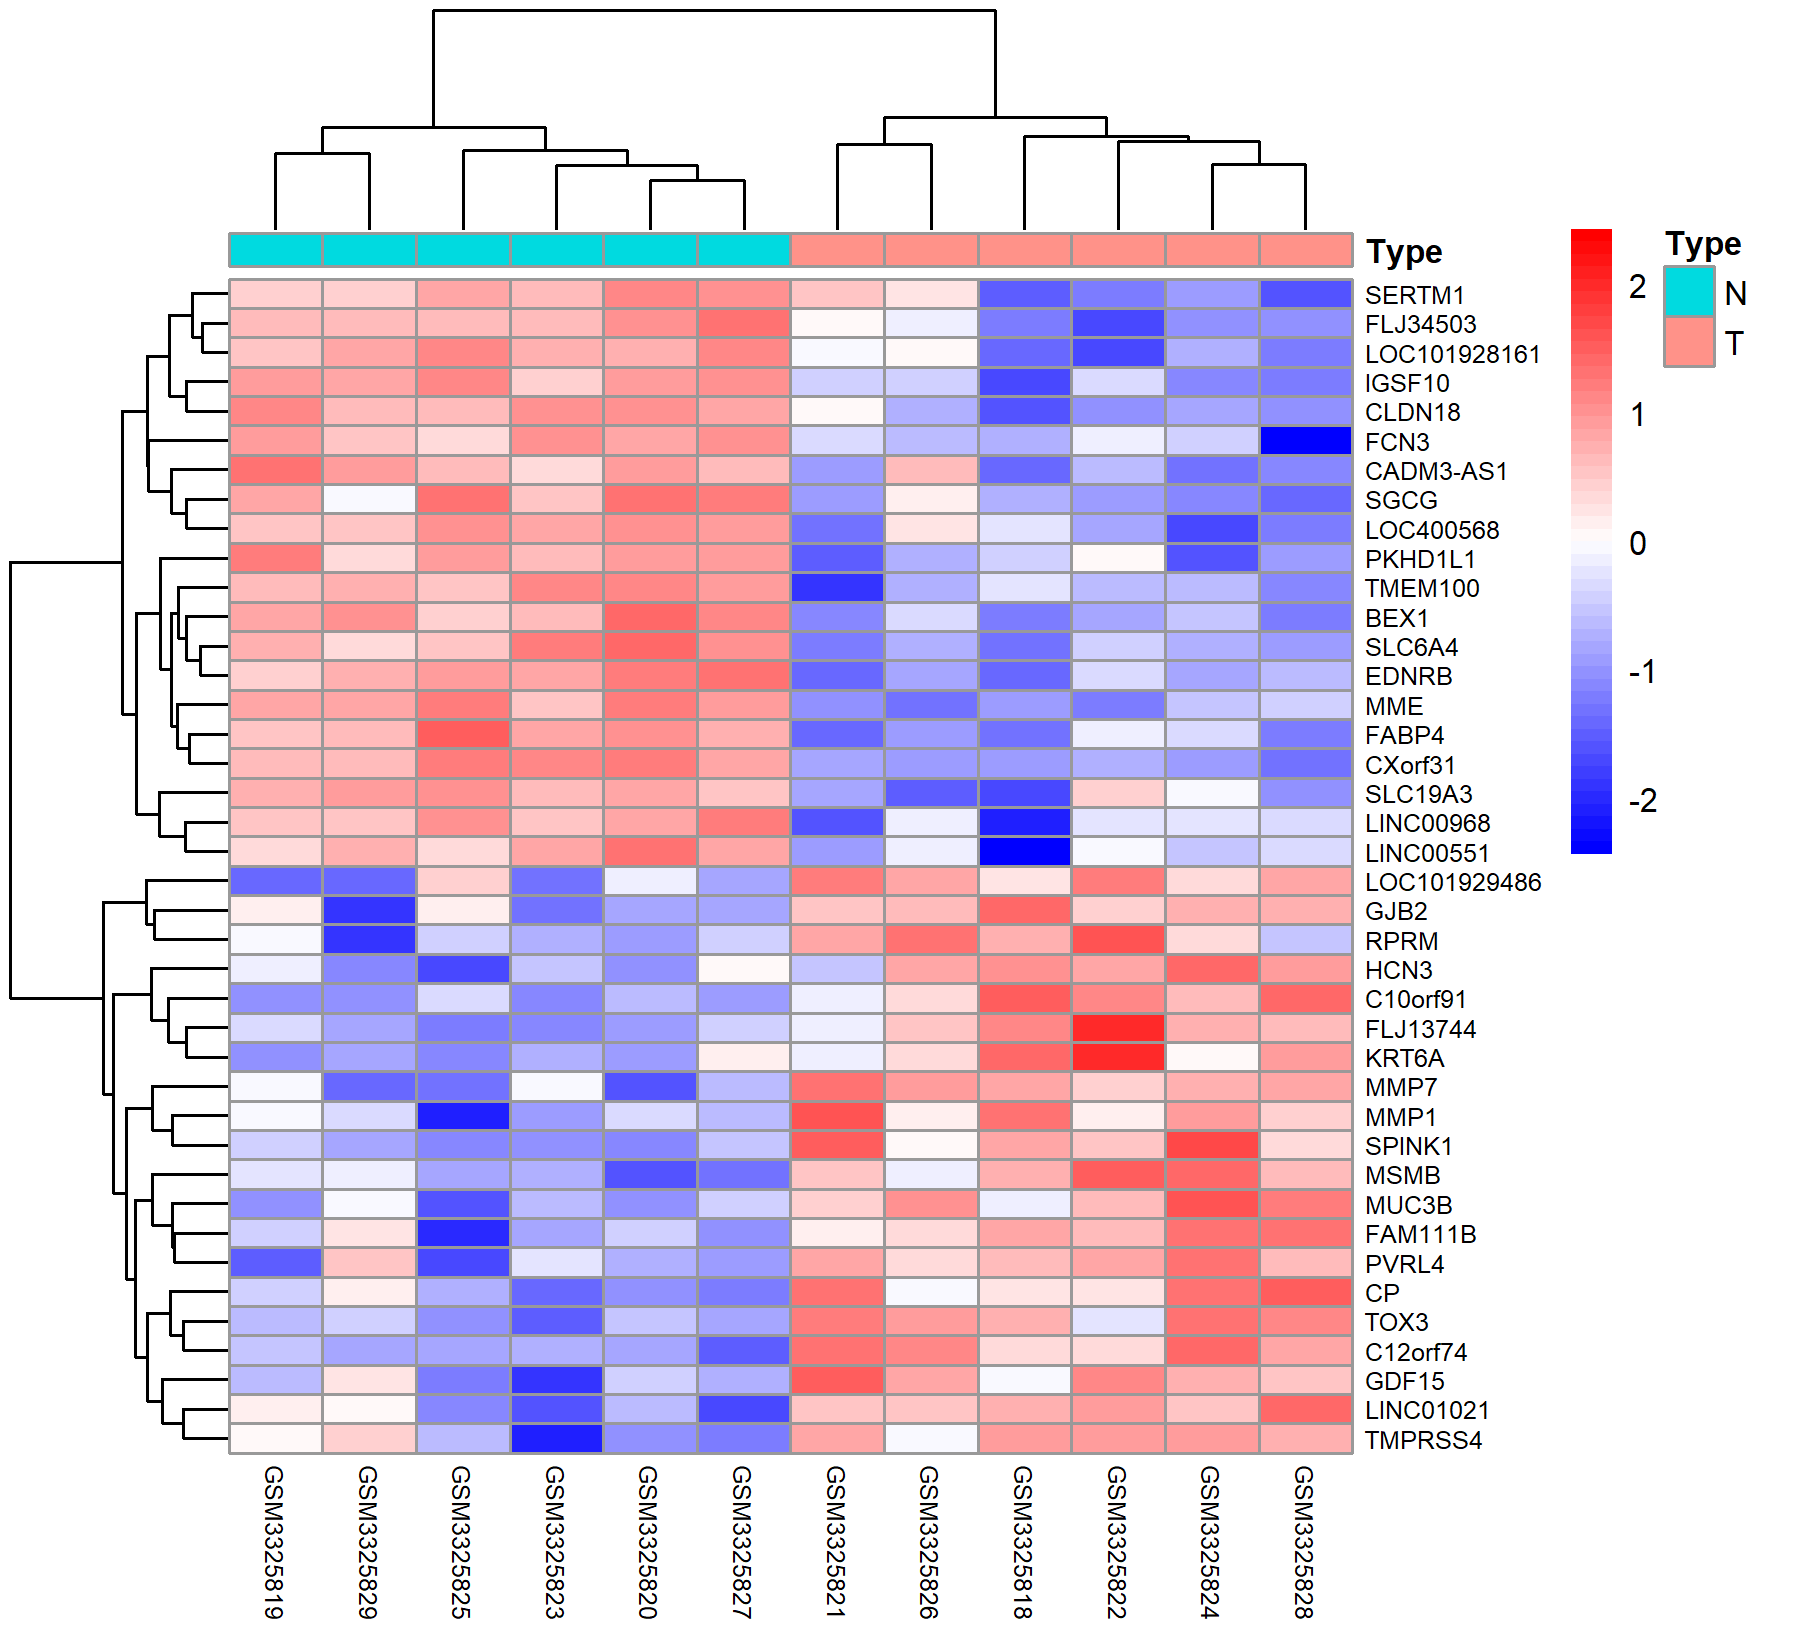 Type
SERTM1
FLJ34503
LOC101928161
IGSF10
CLDN18
FCN3
CADM3-AS1
SGCG
LOC400568
PKHD1L1
TMEM100
BEX1
SLC6A4
EDNRB
MME
FABP4
CXorf31
SLC19A3
LINC00968
LINC00551
LOC101929486
GJB2
RPRM
HCN3
C10orf91
FLJ13744
KRT6A
MMP7
MMP1
SPINK1
MSMB
MUC3B
FAM111B
PVRL4
CP
TOX3
C12orf74
GDF15
LINC01021
TMPRSS4
GSM3325819
GSM3325829
GSM3325825
GSM3325823
GSM3325820
GSM3325827
GSM3325821
GSM3325826
GSM3325818
GSM3325822
GSM3325824
GSM3325828
2
1
0
-1
-2
Type
N
T